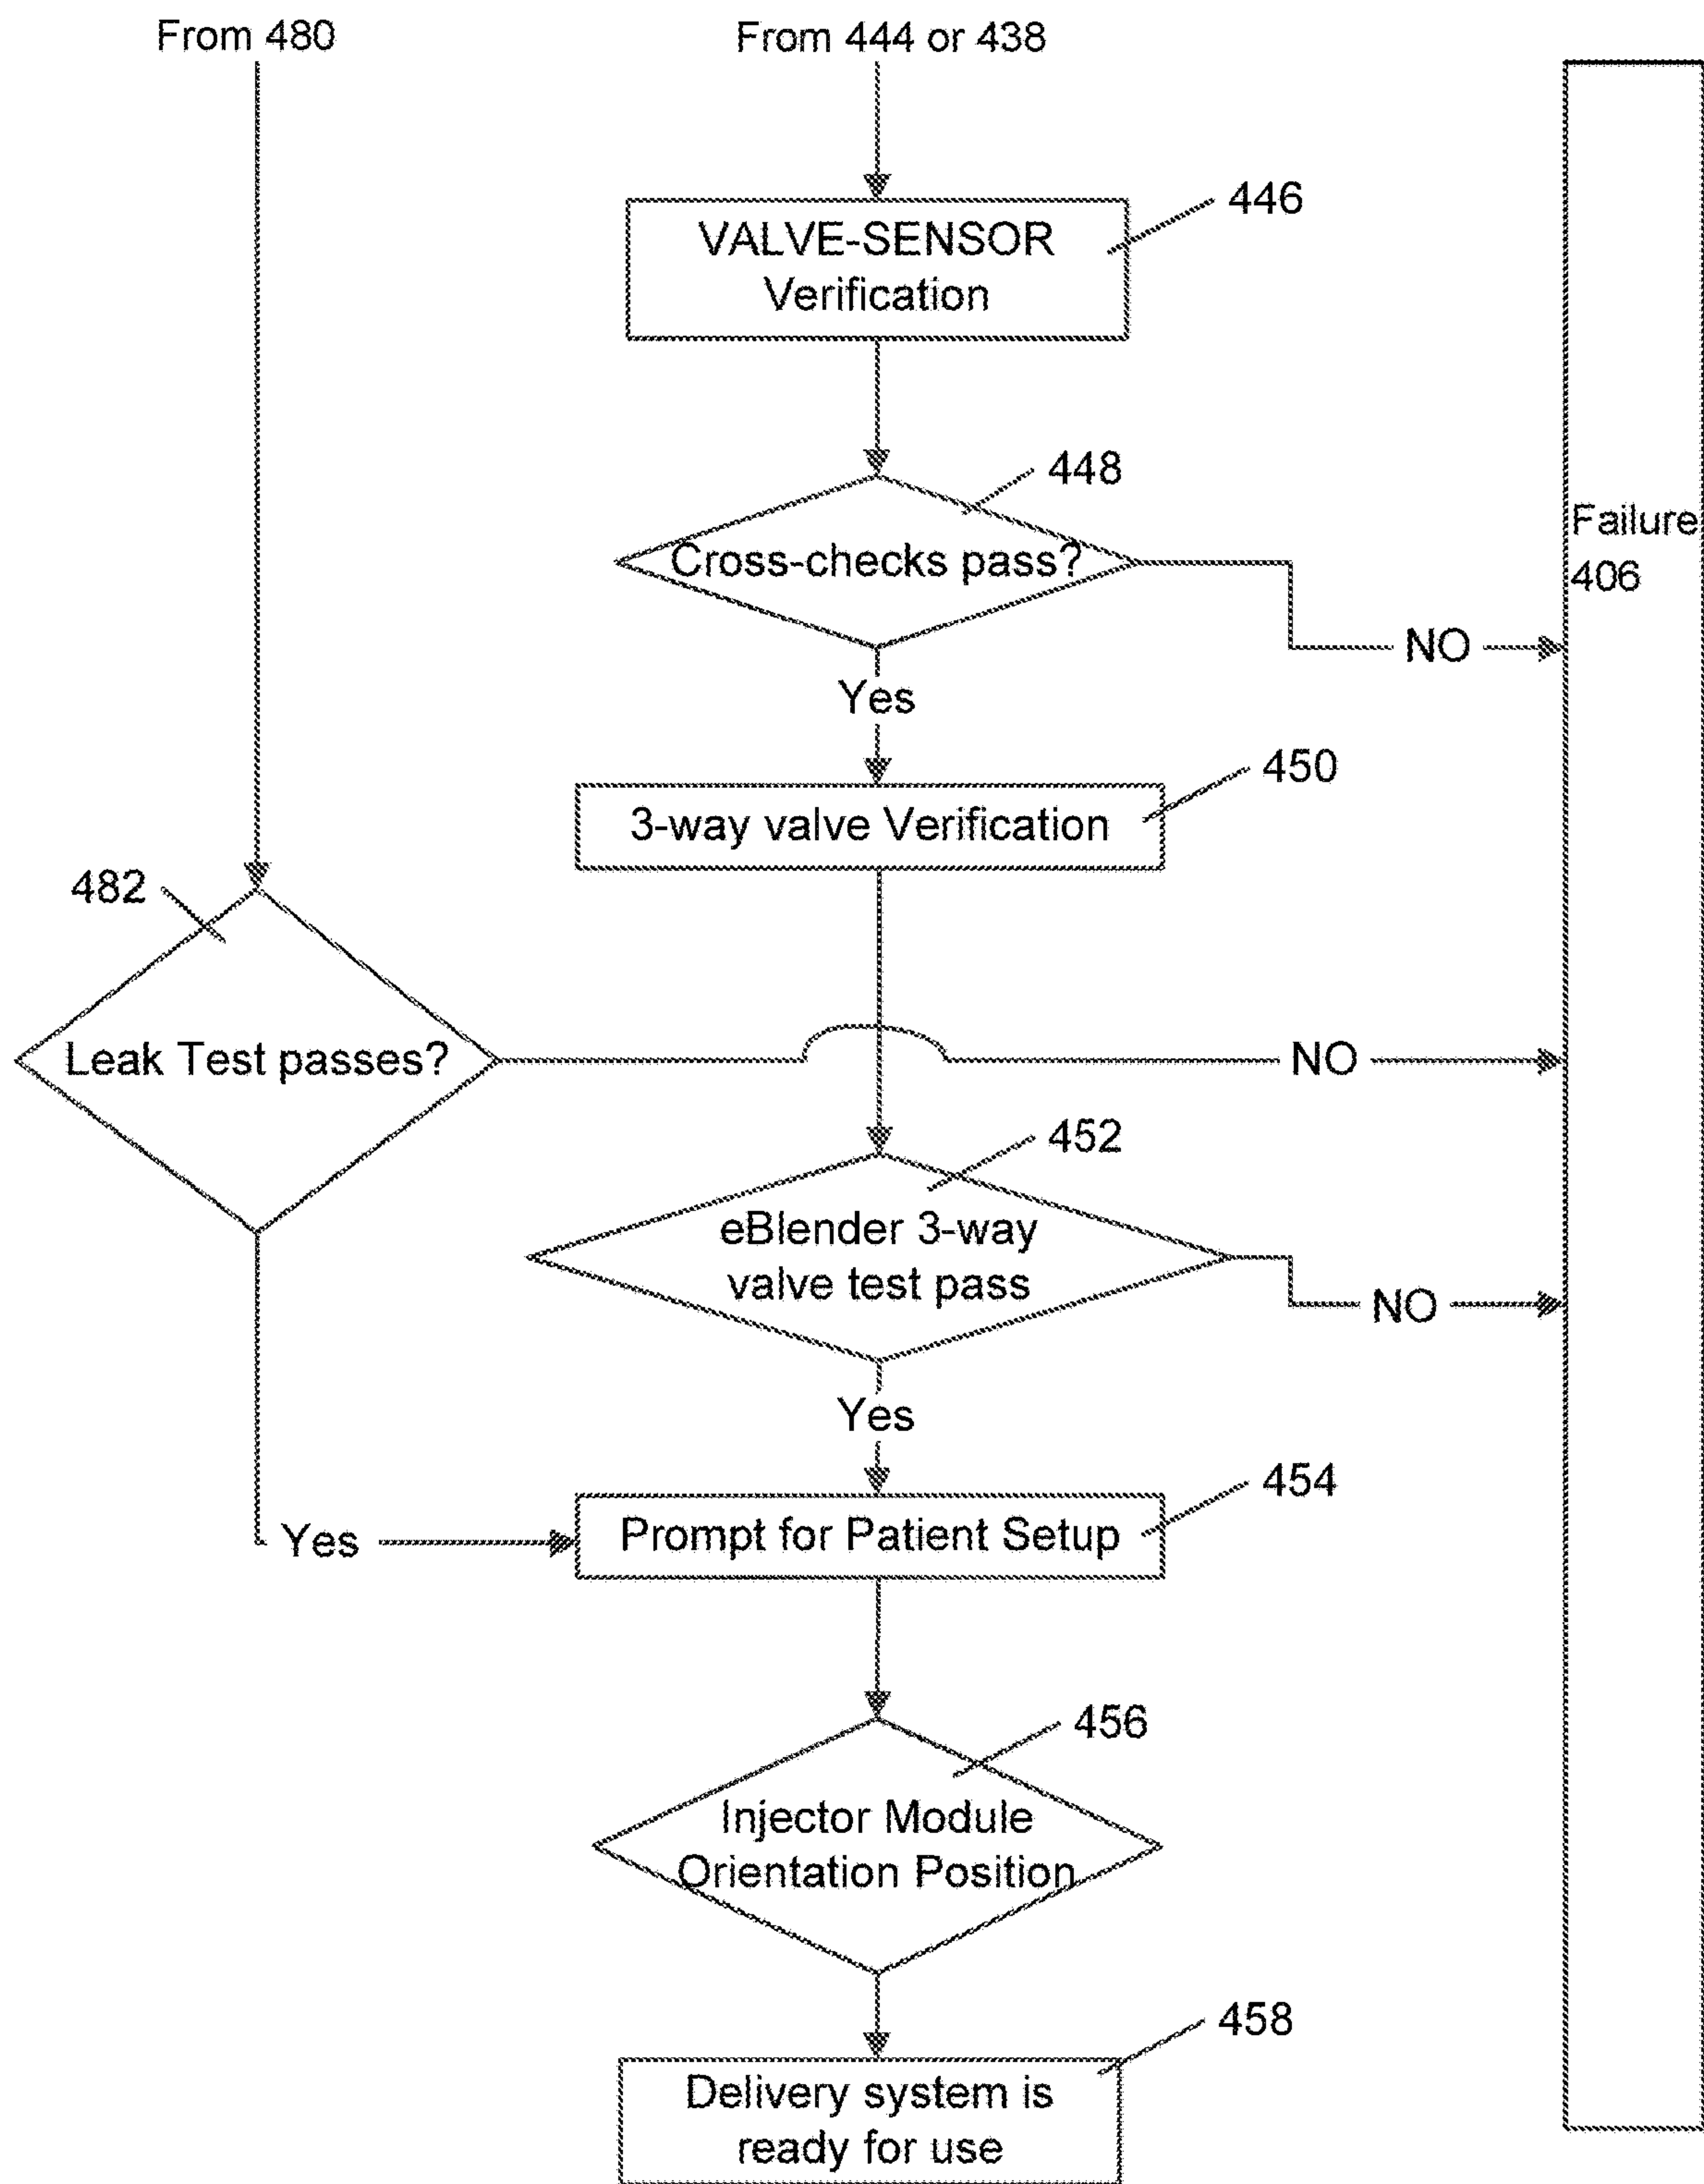 From 480
From 444 or 438
446
VALVE-SENSOR
Verification
448
Cross-checks pass?
Failure
406
NO
Yes
450
3-way valve Verification
482
Leak Test passes?
NO
452
eBlender 3-way
valve test pass
NO
Yes
454
Prompt for Patient Setup
Yes
456
Injector Module
Orientation Position
458
Delivery system is
ready for use